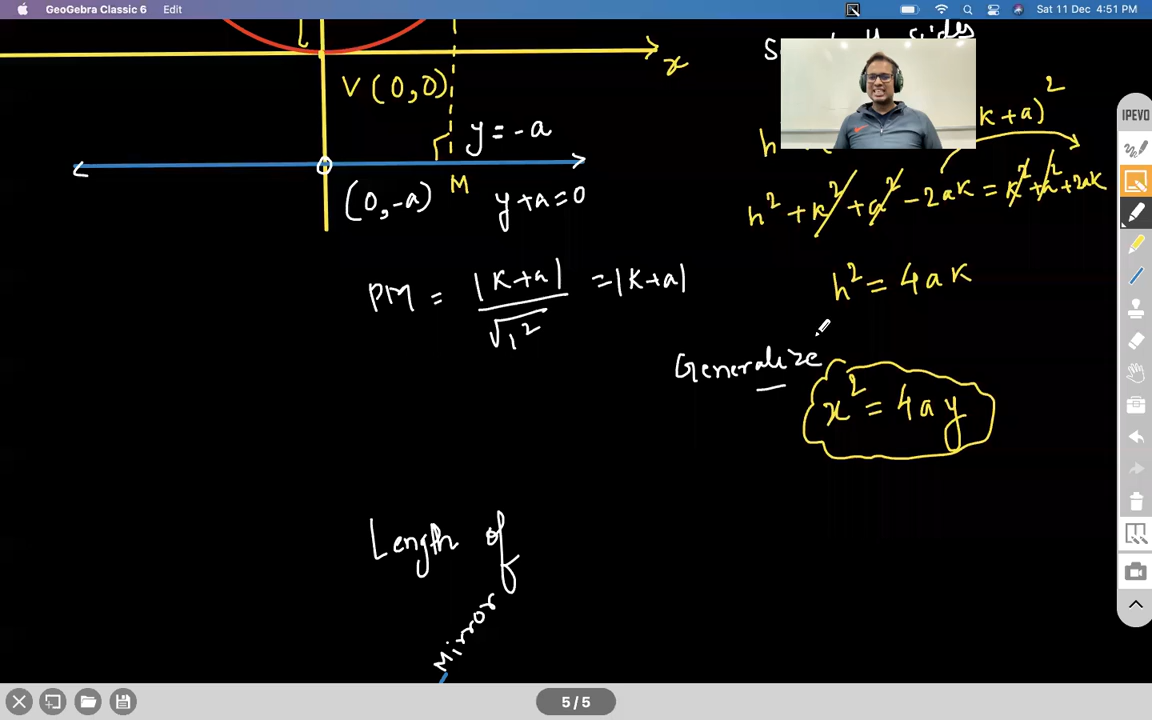 GeoGebra Classic 6 Edit
Sat 11 Dec 4:51 PM
IPEVO
sides
x
V (0,0)
k+a)²
y = -a
h
h² + k² + a² - 2ak = k² + a² + 2ak
(0,-a) M y+a=0
PM = |k+a| / √1² = |k+a|
h² = 4ak
Generalize
x² = 4ay
Length of
Mirror
5 / 5